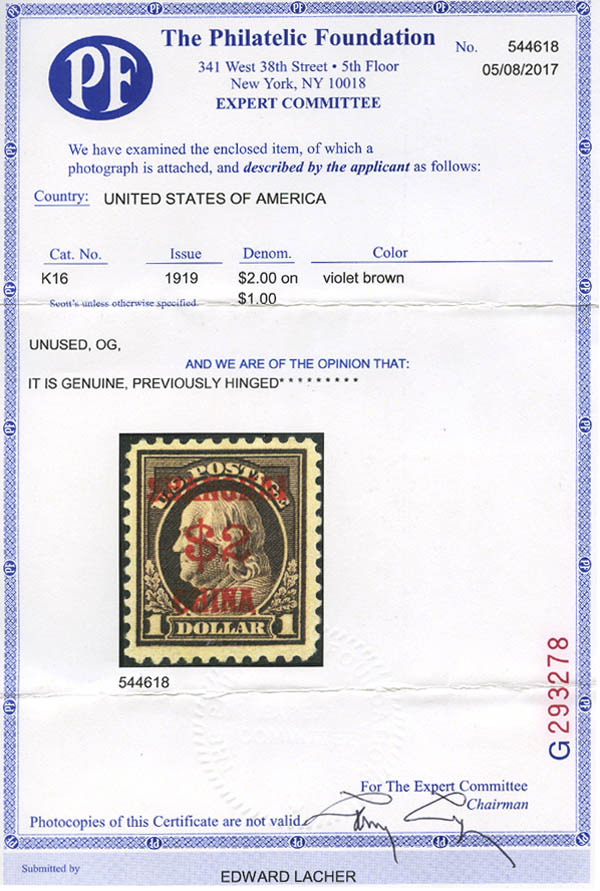 PF
The Philatelic Foundation
No. 544618
341 West 38th Street • 5th Floor
05/08/2017
New York, NY 10018
EXPERT COMMITTEE
We have examined the enclosed item, of which a
photograph is attached, and described by the applicant as follows:
Country: UNITED STATES OF AMERICA
Cat. No. Issue Denom. Color
K16 1919 $2.00 on violet brown
Scott's unless otherwise specified. $1.00
UNUSED, OG,
AND WE ARE OF THE OPINION THAT:
IT IS GENUINE, PREVIOUSLY HINGED*********
U.S. POSTAGE
SHANGHAI
$2
CHINA
1 DOLLAR 1
544618
G293278
For The Expert Committee
Chairman
Photocopies of this Certificate are not valid.
Submitted by
EDWARD LACHER